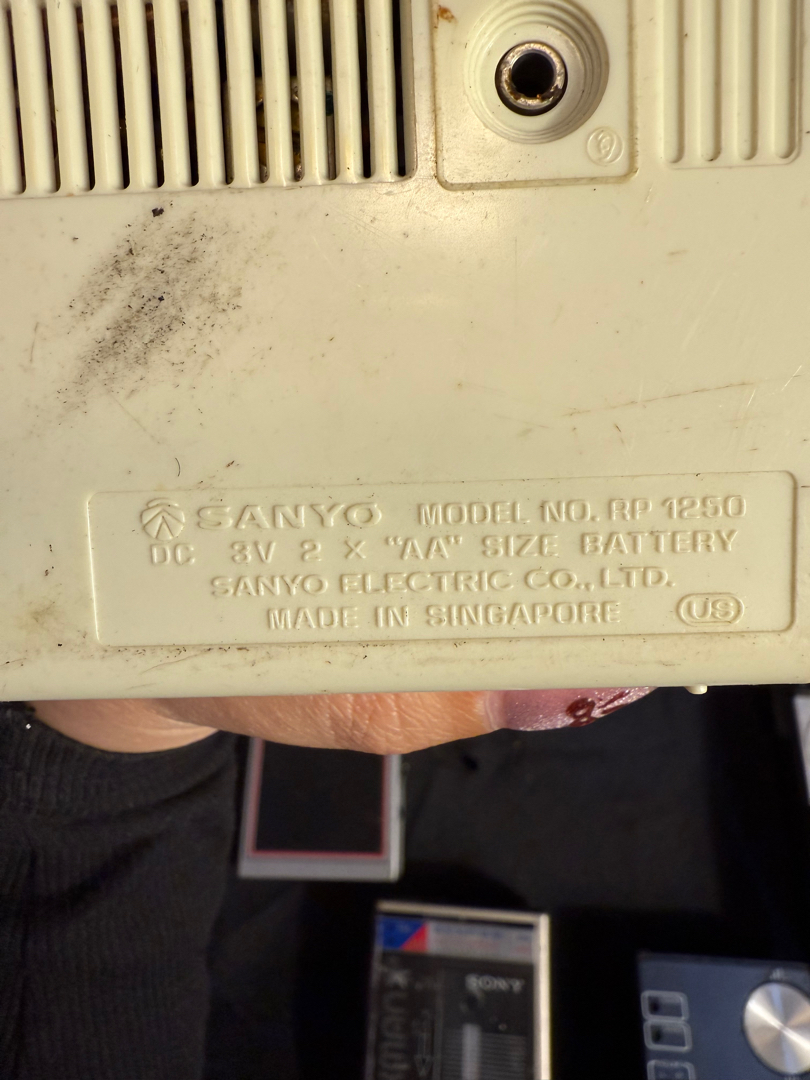 SANYO MODEL NO. RP 1250
DC 3V 2 X "AA" SIZE BATTERY
SANYO ELECTRIC CO., LTD.
MADE IN SINGAPORE US
SONY